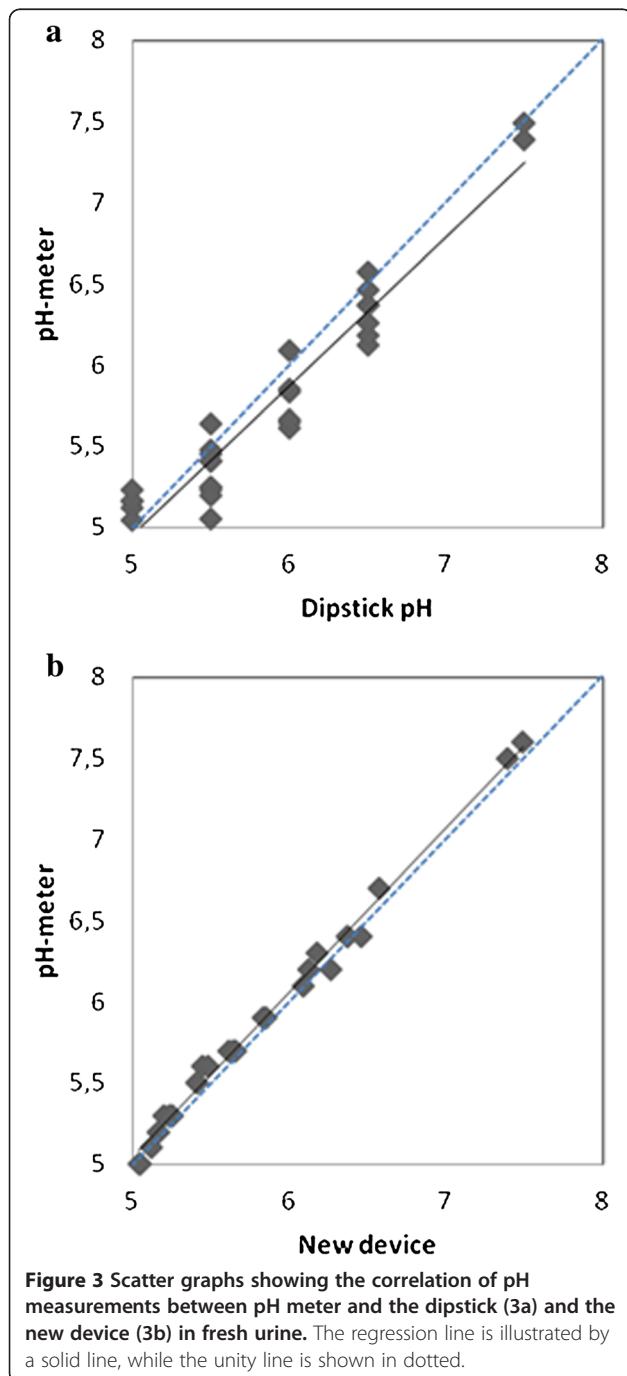 a
8
7,5
7
6,5
6
5,5
5
pH-meter
5 6 7 8
Dipstick pH
b
8
7,5
7
6,5
6
5,5
5
pH-meter
5 6 7 8
New device
Figure 3 Scatter graphs showing the correlation of pH
measurements between pH meter and the dipstick (3a) and the
new device (3b) in fresh urine. The regression line is illustrated by
a solid line, while the unity line is shown in dotted.